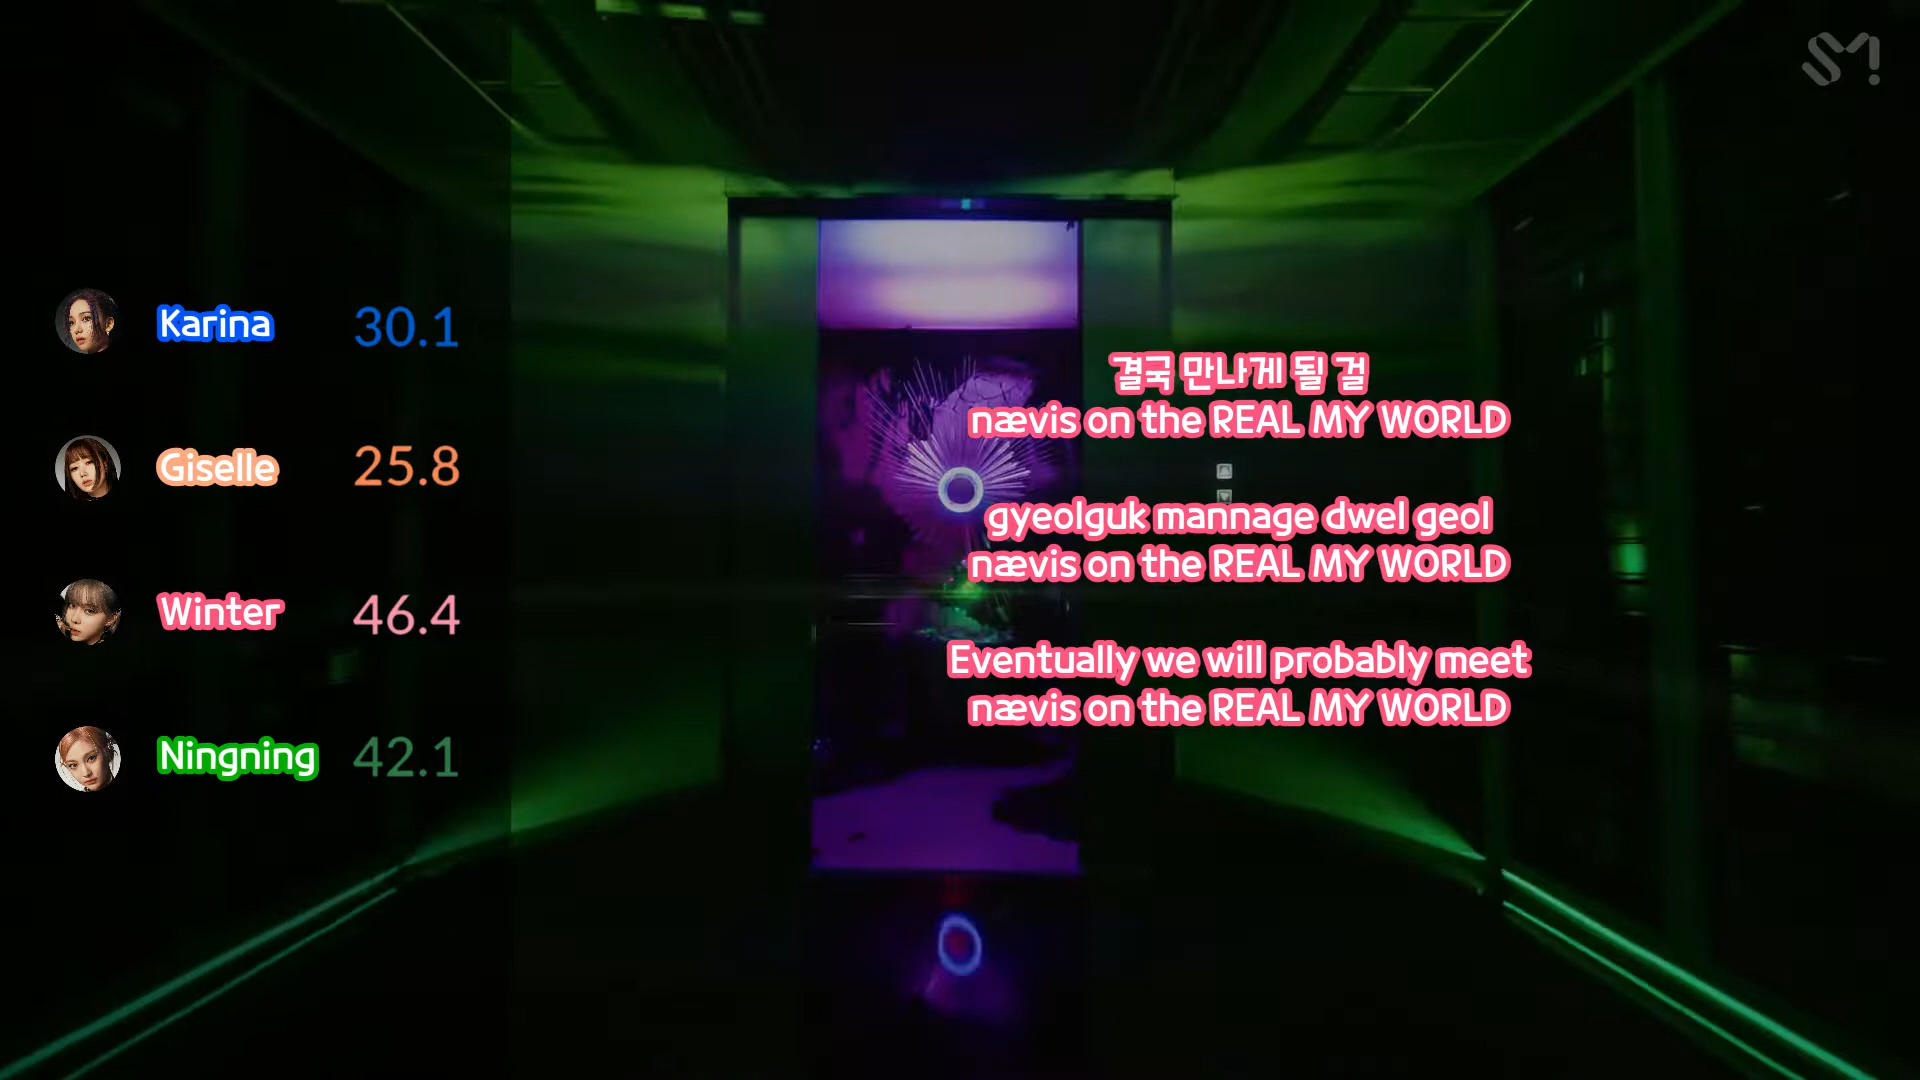 SM!
Karina 30.1
Giselle 25.8
Winter 46.4
Ningning 42.1
결국 만나게 될 걸
nævis on the REAL MY WORLD
gyeolguk mannage dwel geol
nævis on the REAL MY WORLD
Eventually we will probably meet
nævis on the REAL MY WORLD